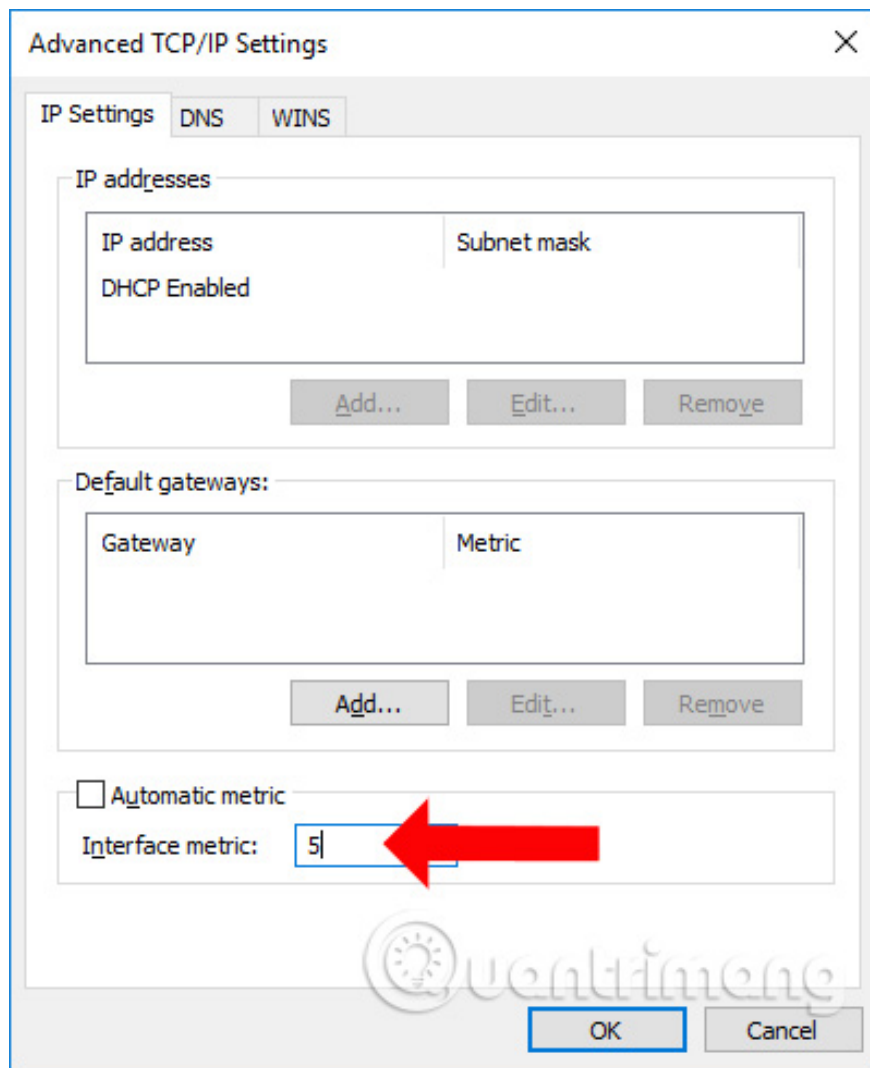 Advanced TCP/IP Settings
IP Settings DNS WINS
IP addresses
IP address Subnet mask
DHCP Enabled
Add... Edit... Remove
Default gateways:
Gateway Metric
Add... Edit... Remove
Automatic metric
Interface metric: 5
Quantrimang
OK Cancel